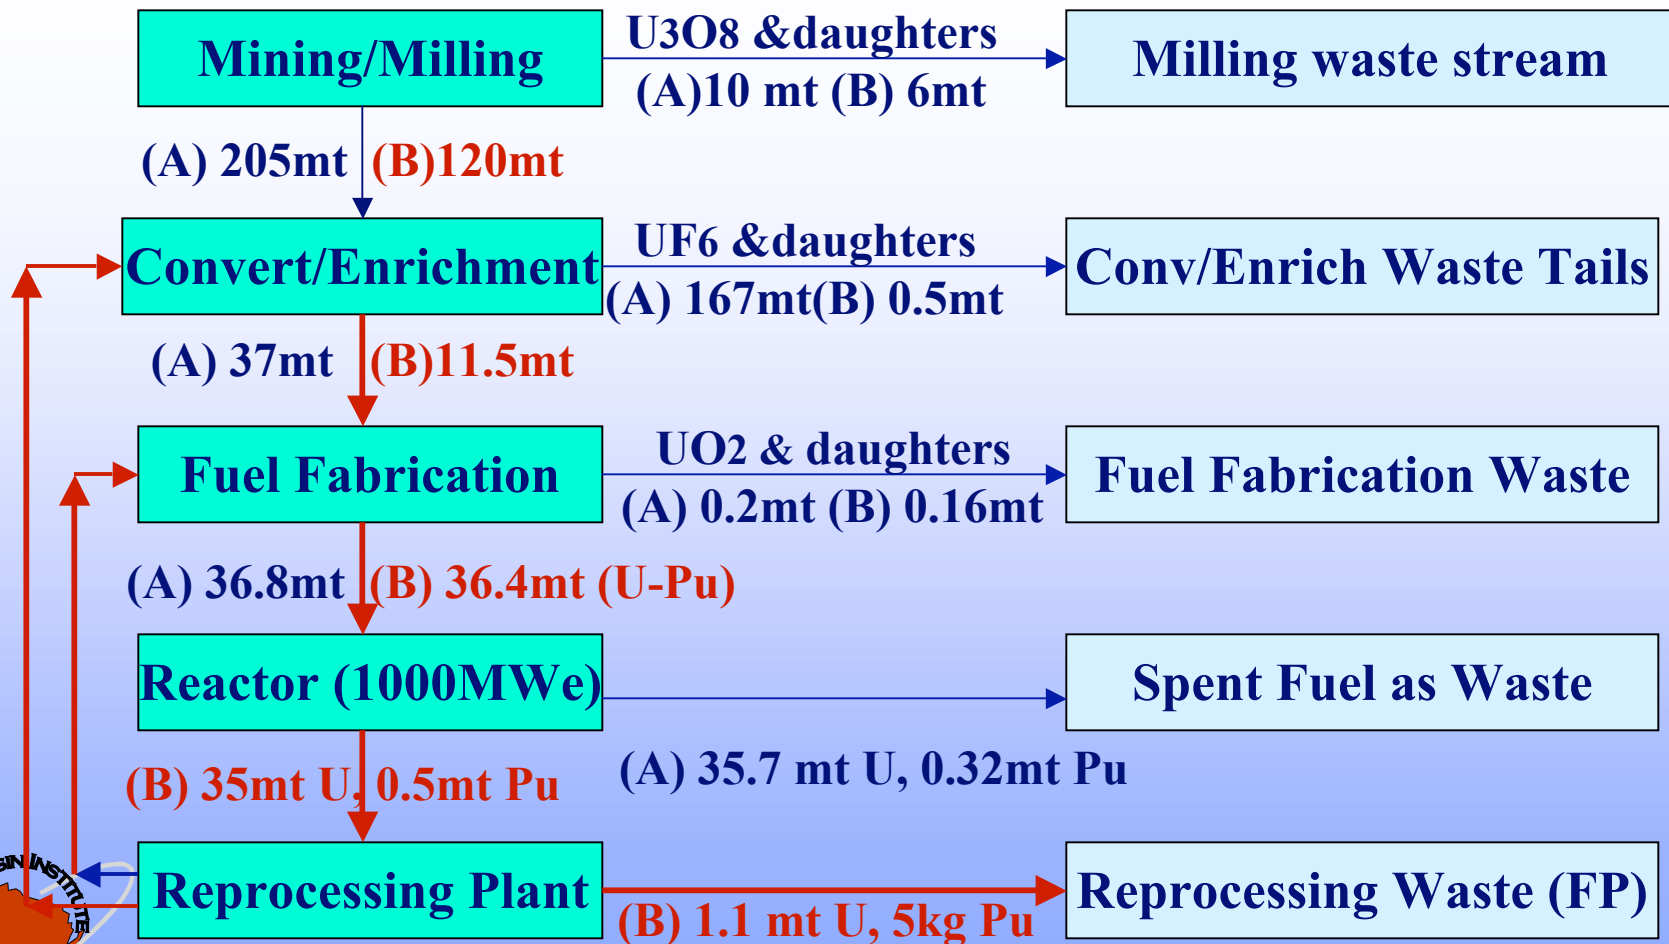 Mining/Milling
U3O8 &daughters
(A)10 mt (B) 6mt
Milling waste stream
(A) 205mt (B)120mt
Convert/Enrichment
UF6 &daughters
(A) 167mt(B) 0.5mt
Conv/Enrich Waste Tails
(A) 37mt (B)11.5mt
Fuel Fabrication
UO2 & daughters
(A) 0.2mt (B) 0.16mt
Fuel Fabrication Waste
(A) 36.8mt (B) 36.4mt (U-Pu)
Reactor (1000MWe)
Spent Fuel as Waste
(B) 35mt U, 0.5mt Pu
(A) 35.7 mt U, 0.32mt Pu
Reprocessing Plant
(B) 1.1 mt U, 5kg Pu
Reprocessing Waste (FP)
INSTITUTE